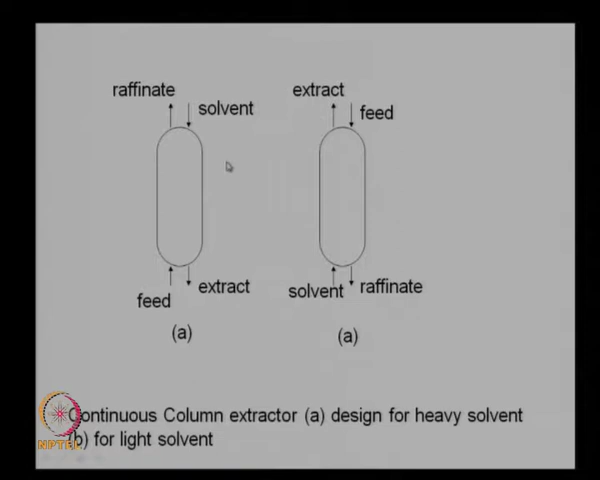 raffinate
solvent
extract
feed
feed
extract
solvent
raffinate
(a)
(a)
Continuous Column extractor (a) design for heavy solvent
(b) for light solvent
NPTEL